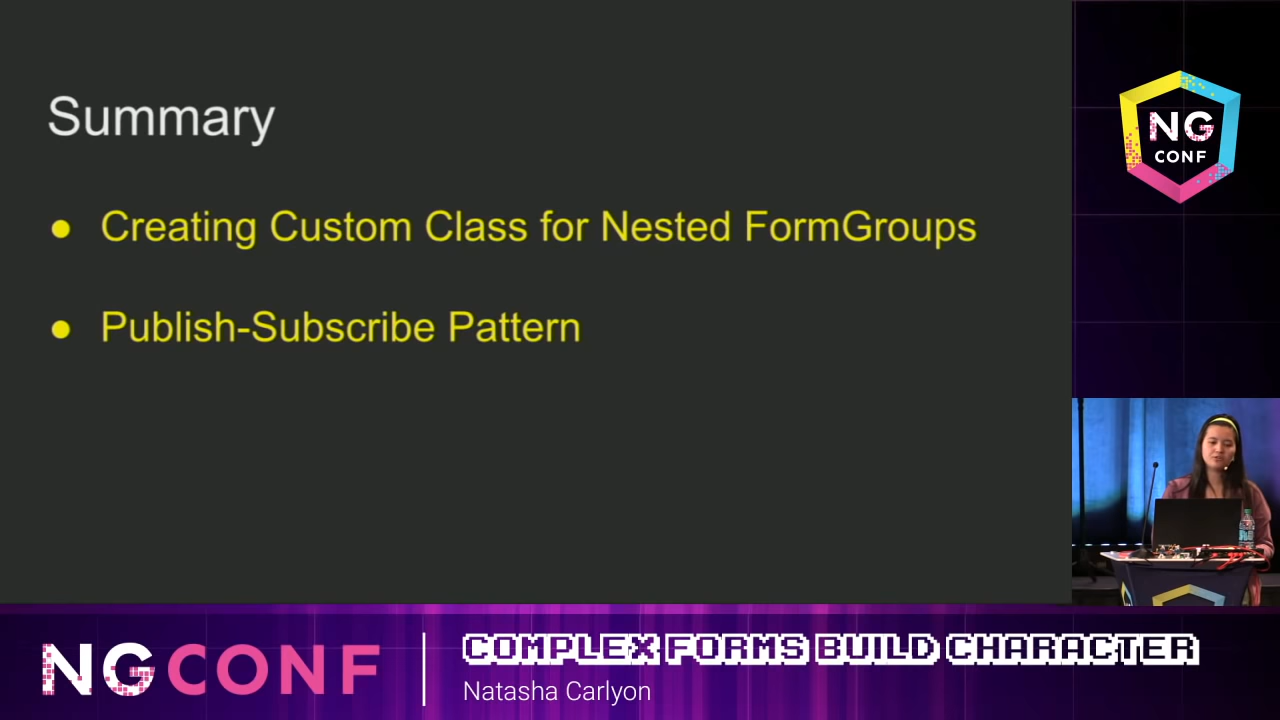 Summary
● Creating Custom Class for Nested FormGroups
● Publish-Subscribe Pattern
NG
CONF
NGCONF
COMPLEX FORMS BUILD CHARACTER
Natasha Carlyon